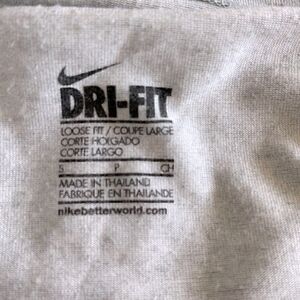 DRI-FIT
LOOSE FIT / COUPE LARGE
CORTE HOLGADO
CORTE LARGO
S P CH
MADE IN THAILAND
FABRIQUE EN THAILANDE
nikebetterworld.com